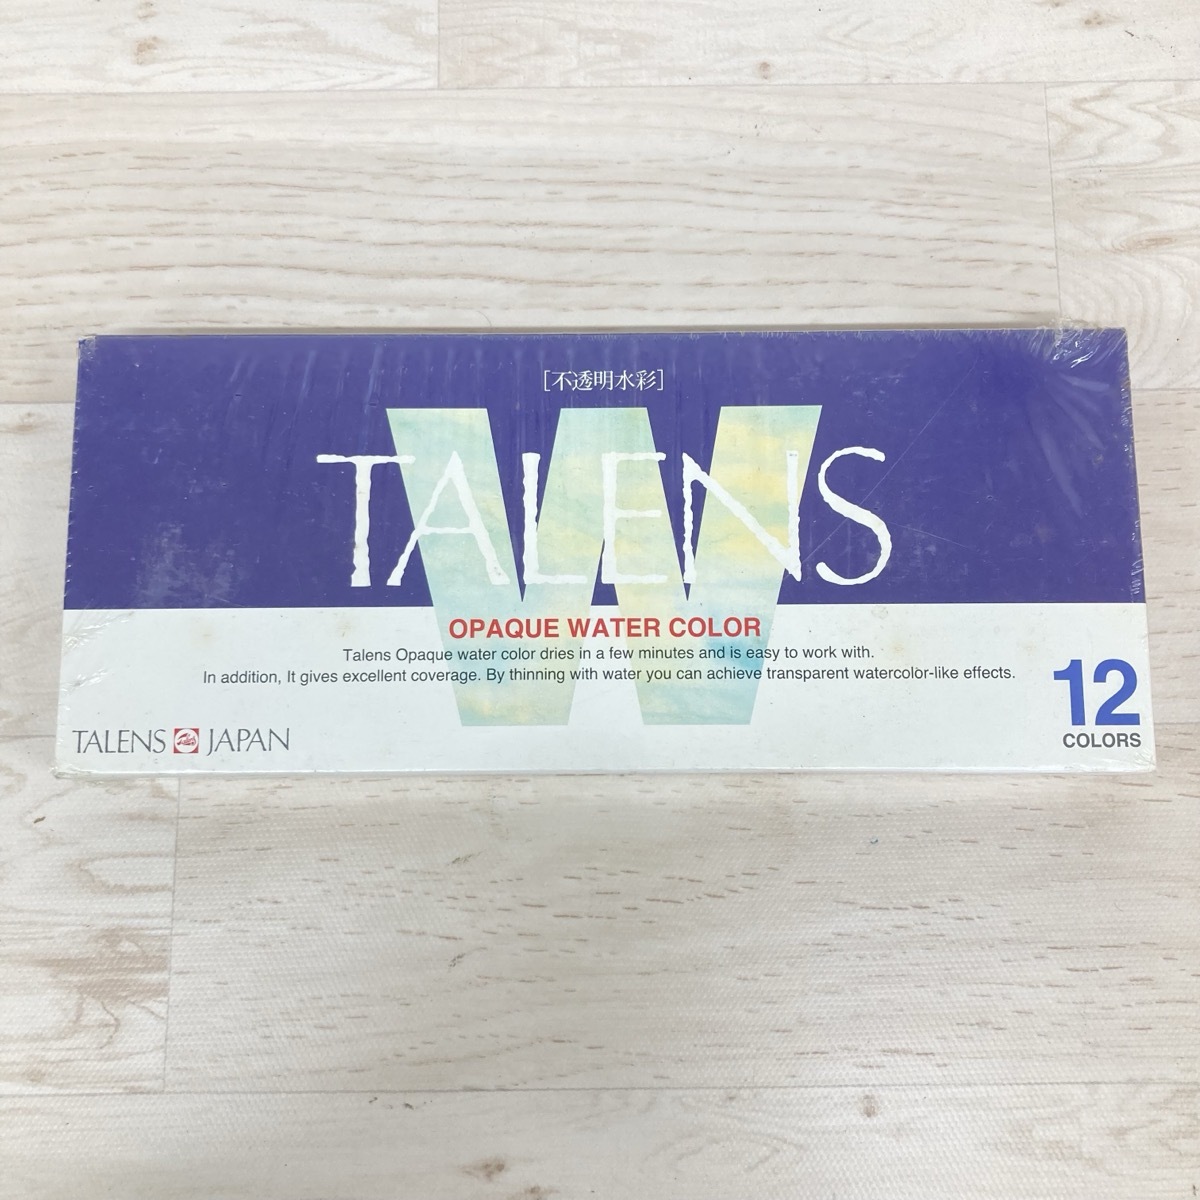 ［不透明水彩］
W
TALENS
OPAQUE WATER COLOR
Talens Opaque water color dries in a few minutes and is easy to work with.
In addition, It gives excellent coverage. By thinning with water you can achieve transparent watercolor-like effects.
12
COLORS
TALENS JAPAN